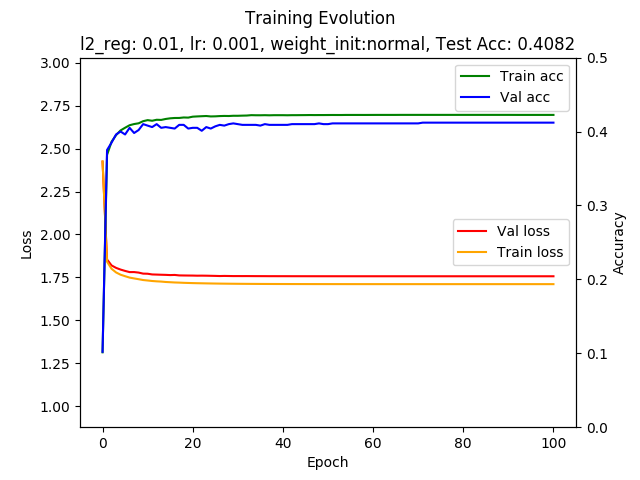 Training Evolution
l2_reg: 0.01, lr: 0.001, weight_init:normal, Test Acc: 0.4082
3.00
2.75
2.50
2.25
2.00
1.75
1.50
1.25
1.00
Loss
Train acc
Val acc
Val loss
Train loss
0.5
0.4
0.3
0.2
0.1
0.0
Accuracy
0
20
40
60
80
100
Epoch